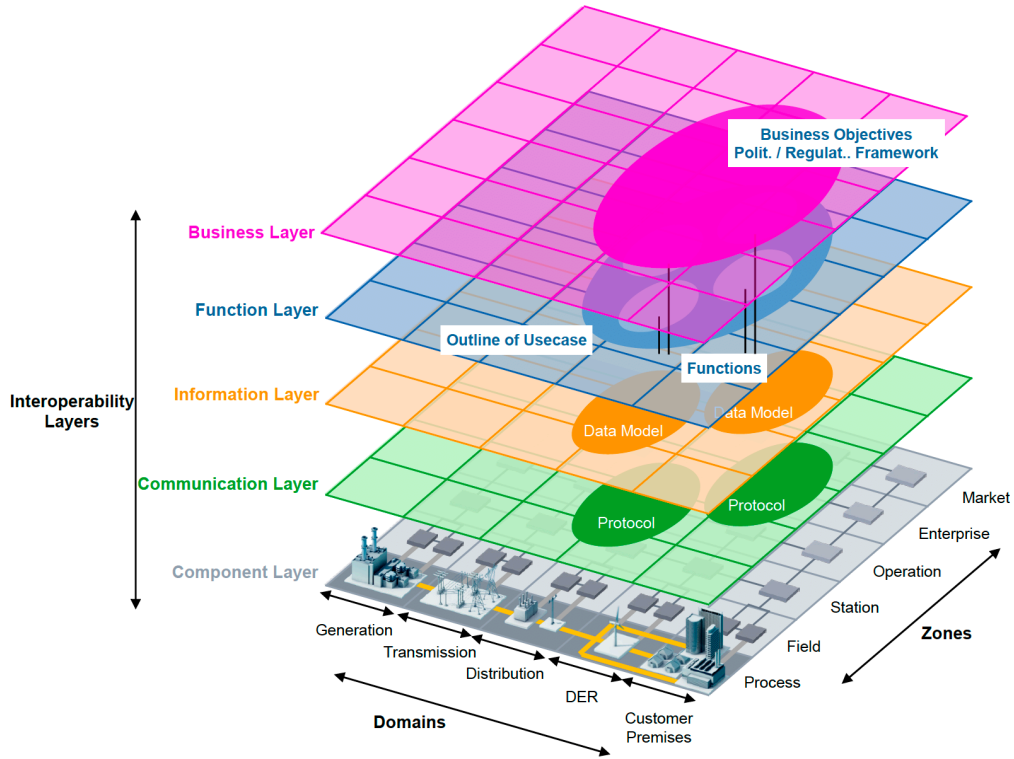 Business Objectives
Polit. / Regulat.. Framework
Business Layer
Function Layer
Outline of Usecase
Functions
Information Layer
Interoperability
Layers
Data Model
Data Model
Communication Layer
Protocol
Protocol
Component Layer
Market
Enterprise
Operation
Station
Field
Process
Zones
Generation
Transmission
Distribution
DER
Customer
Premises
Domains